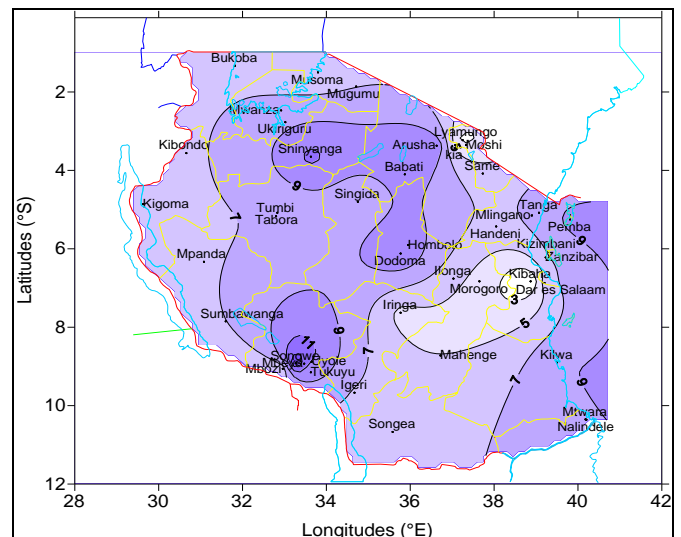 Bukoba
Musoma
Mugumu
2
Mwanza
Ukiriguru
Lyamungo
Kibondo
Shinyanga
Arusha
Moshi
kia
4
Babati
Same
9
Singida
Kigoma
7
Tumbi
Tabora
Tanga
Mlingano
Pemba
Handeni
9
6
Hombolo
Kizimbani
Zanzibar
Mpanda
Dodoma
Ilonga
Kibaha
Morogoro
Dar es Salaam
3
Latitudes (°S)
Sumbawanga
Iringa
5
8
9
7
11
Songwe
Mbeya
Uyole
Mahenge
Kilwa
Mbozi
Tukuyu
Igeri
7
9
10
Songea
Mtwara
Naliendele
12
28 30 32 34 36 38 40 42
Longitudes (°E)